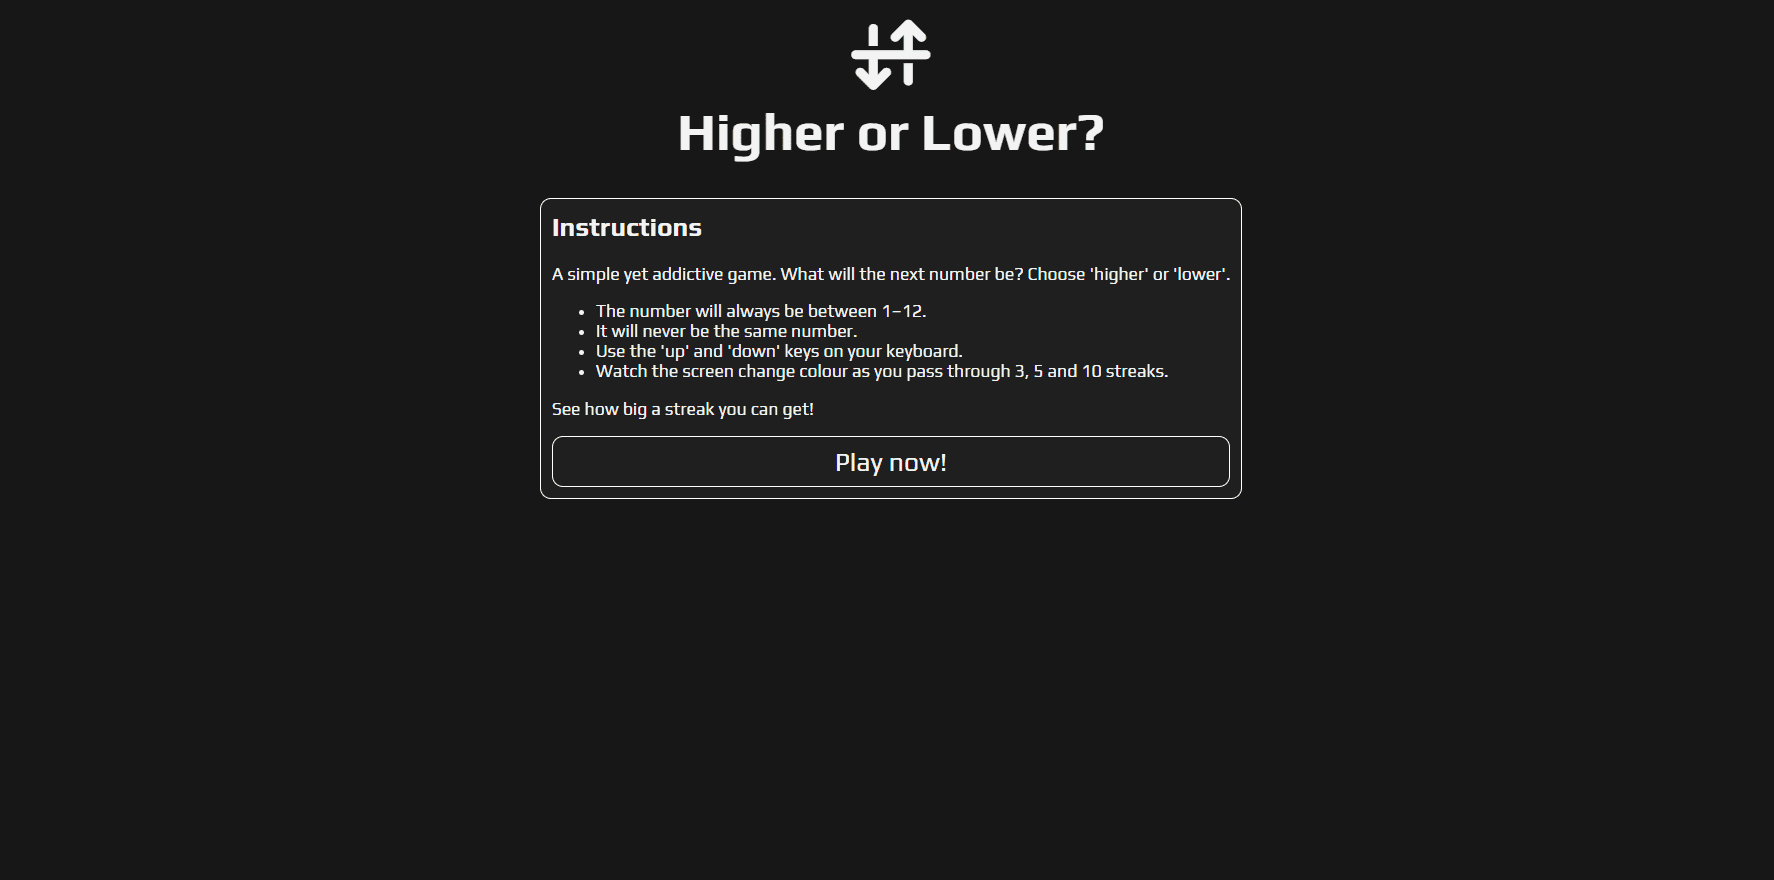 Higher or Lower?
Instructions
A simple yet addictive game. What will the next number be? Choose 'higher' or 'lower'.
• The number will always be between 1–12.
• It will never be the same number.
• Use the 'up' and 'down' keys on your keyboard.
• Watch the screen change colour as you pass through 3, 5 and 10 streaks.
See how big a streak you can get!
Play now!